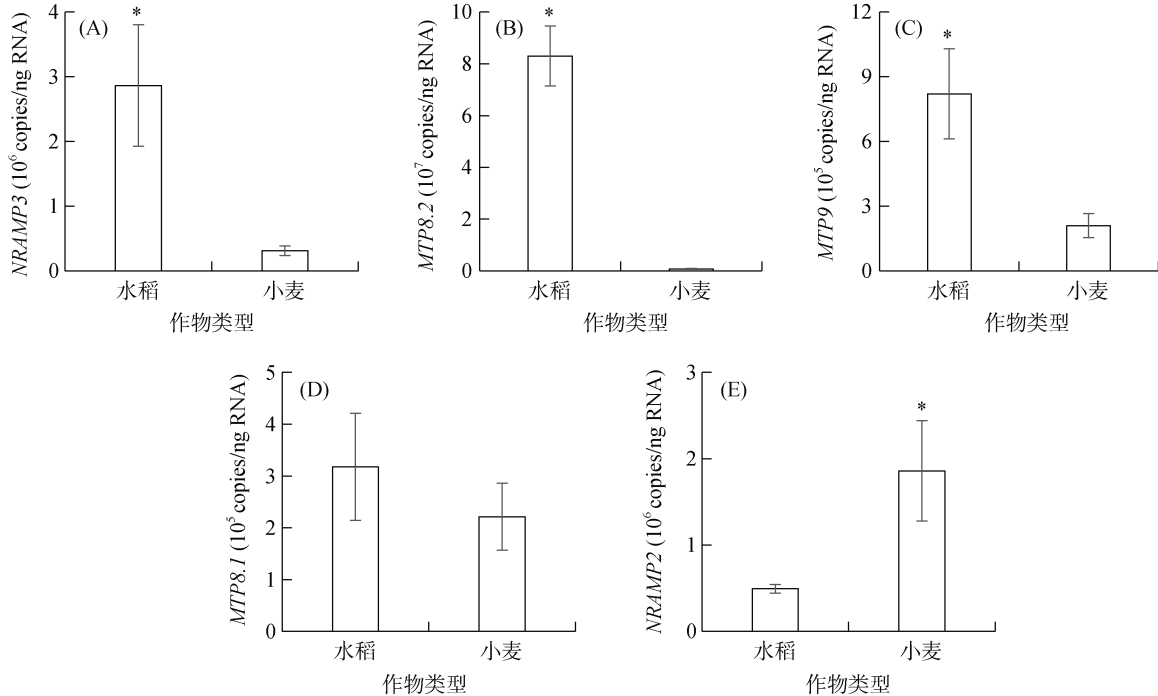 (A)
*
NRAMP3 (10⁶ copies/ng RNA)
4
3
2
1
0
水稻
小麦
作物类型
(B)
*
MTP8.2 (10⁷ copies/ng RNA)
10
8
6
4
2
0
水稻
小麦
作物类型
(C)
*
MTP9 (10⁵ copies/ng RNA)
12
9
6
3
0
水稻
小麦
作物类型
(D)
MTP8.1 (10⁵ copies/ng RNA)
5
4
3
2
1
0
水稻
小麦
作物类型
(E)
*
NRAMP2 (10⁶ copies/ng RNA)
3
2
1
0
水稻
小麦
作物类型